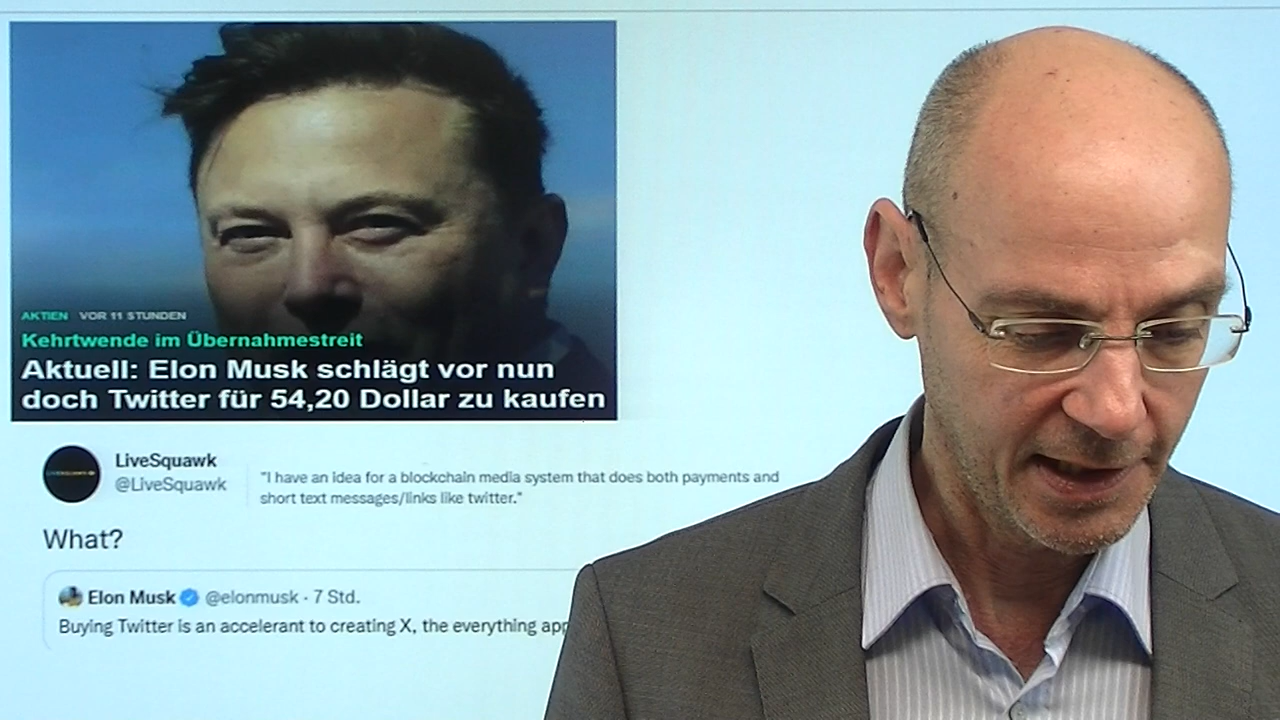 AKTIEN VOR 11 STUNDEN
Kehrtwende im Übernahmestreit
Aktuell: Elon Musk schlägt vor nun
doch Twitter für 54,20 Dollar zu kaufen
LiveSquawk
@LiveSquawk
"I have an idea for a blockchain media system that does both payments and
short text messages/links like twitter."
What?
Elon Musk @elonmusk · 7 Std.
Buying Twitter is an accelerant to creating X, the everything app